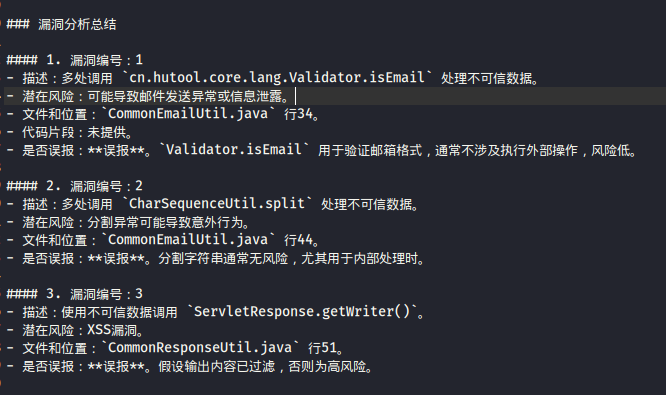 ### 漏洞分析总结
#### 1. 漏洞编号：1
- 描述：多处调用 `cn.hutool.core.lang.Validator.isEmail` 处理不可信数据。
- 潜在风险：可能导致邮件发送异常或信息泄露。
- 文件和位置：`CommonEmailUtil.java` 行34。
- 代码片段：未提供。
- 是否误报：**误报**。`Validator.isEmail` 用于验证邮箱格式，通常不涉及执行外部操作，风险低。
#### 2. 漏洞编号：2
- 描述：多处调用 `CharSequenceUtil.split` 处理不可信数据。
- 潜在风险：分割异常可能导致意外行为。
- 文件和位置：`CommonEmailUtil.java` 行44。
- 是否误报：**误报**。分割字符串通常无风险，尤其用于内部处理时。
#### 3. 漏洞编号：3
- 描述：使用不可信数据调用 `ServletResponse.getWriter()`。
- 潜在风险：XSS漏洞。
- 文件和位置：`CommonResponseUtil.java` 行51。
- 是否误报：**误报**。假设输出内容已过滤，否则为高风险。